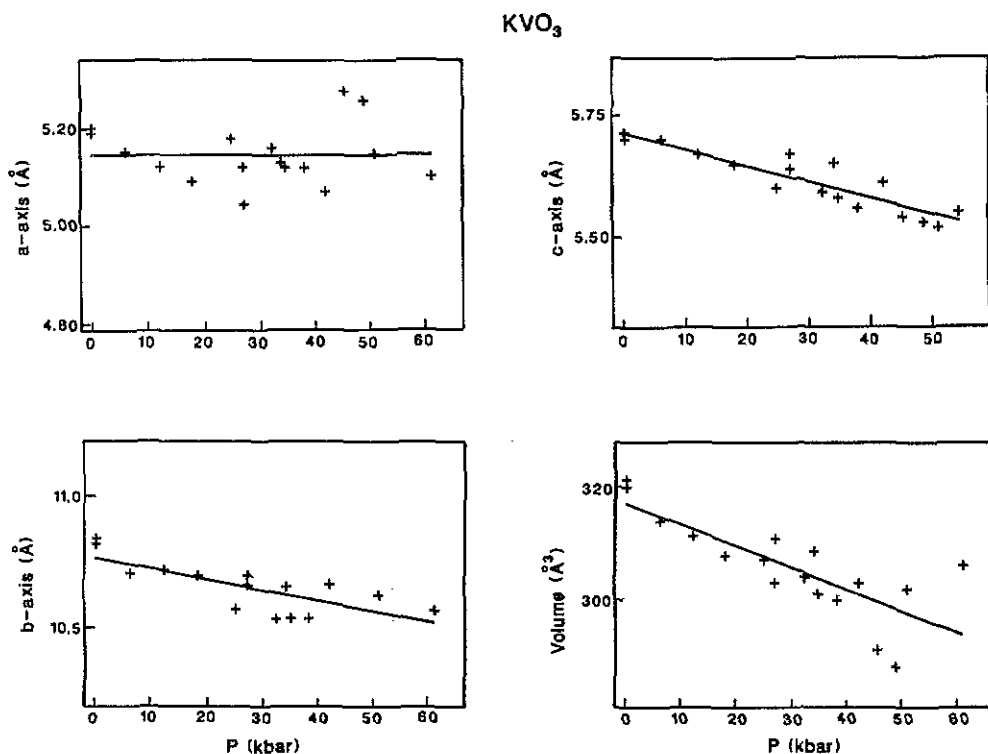 KVO₃
a-axis (Å)
5.20
5.00
4.80
0 10 20 30 40 50 60
c-axis (Å)
5.75
5.50
0 10 20 30 40 50
b-axis (Å)
11.0
10.5
0 10 20 30 40 50 60
P (kbar)
Volume (Å³)
320
300
0 10 20 30 40 50 60
P (kbar)